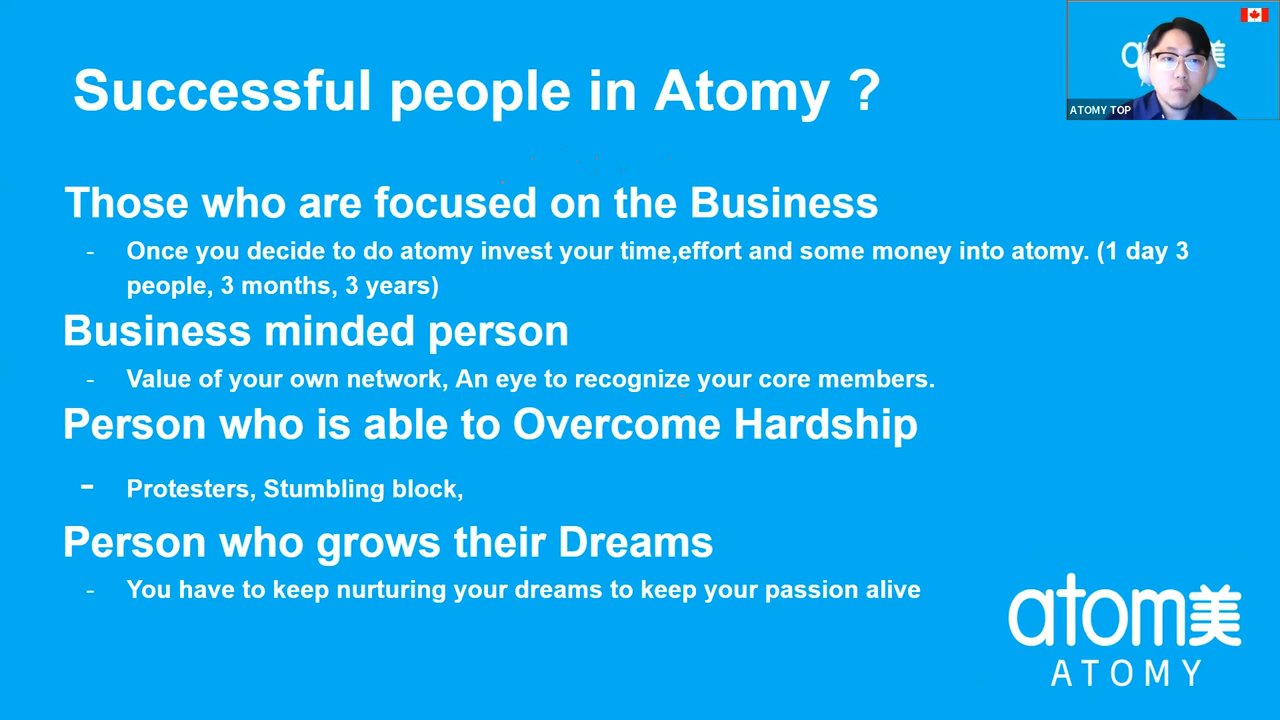 Successful people in Atomy ?
ATOMY TOP
Those who are focused on the Business
- Once you decide to do atomy invest your time,effort and some money into atomy. (1 day 3
people, 3 months, 3 years)
Business minded person
- Value of your own network, An eye to recognize your core members.
Person who is able to Overcome Hardship
- Protesters, Stumbling block,
Person who grows their Dreams
- You have to keep nurturing your dreams to keep your passion alive
atom美
ATOMY